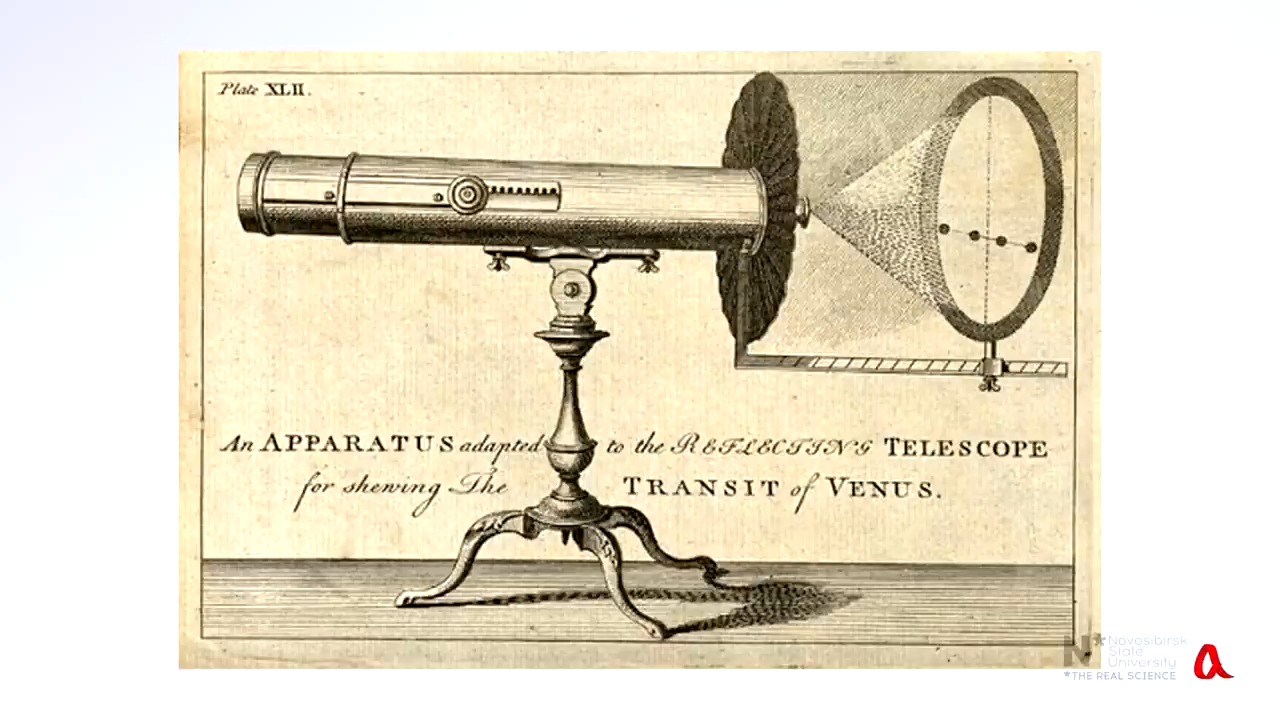 Plate XLII.
An APPARATUS adapted to the REFLECTING TELESCOPE
for shewing The TRANSIT of VENUS.
N* Novosibirsk
State
University
*THE REAL SCIENCE
a